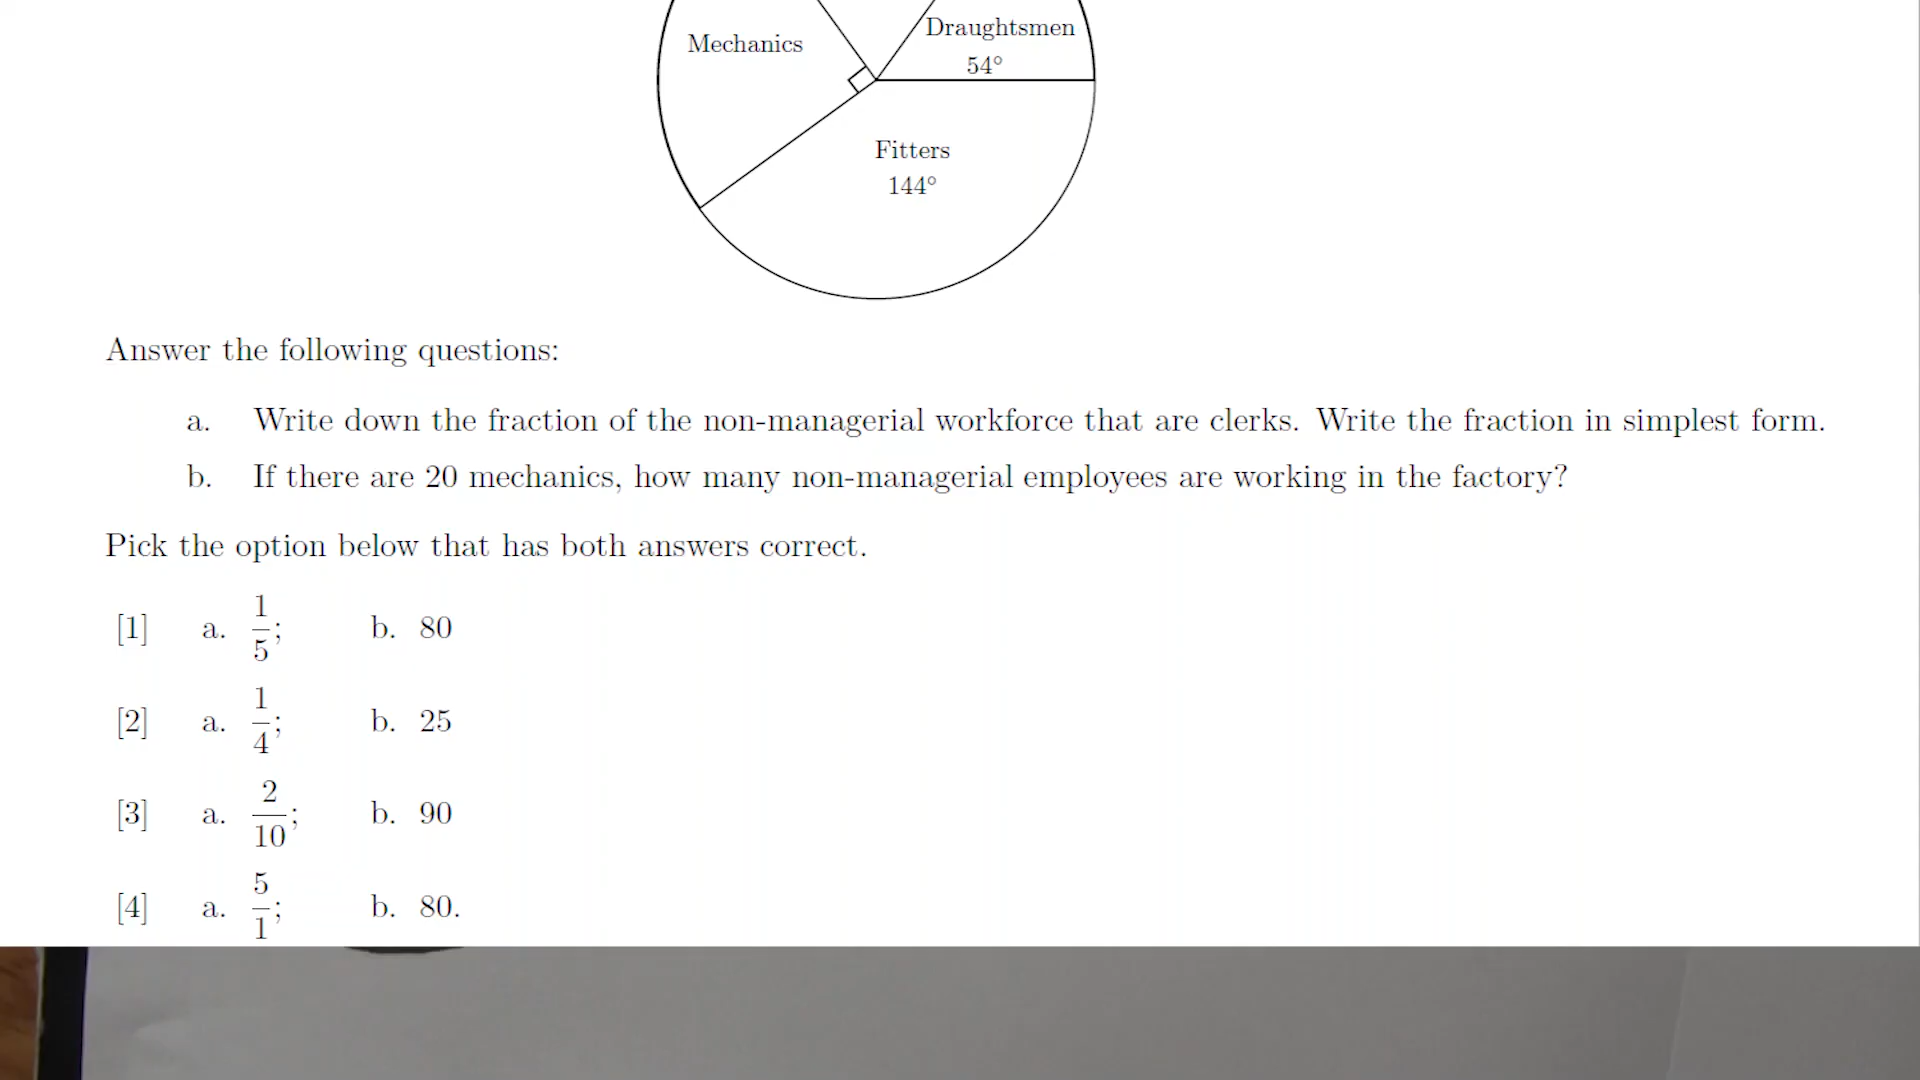 Mechanics
Draughtsmen
54°
Fitters
144°
Answer the following questions:
a. Write down the fraction of the non-managerial workforce that are clerks. Write the fraction in simplest form.
b. If there are 20 mechanics, how many non-managerial employees are working in the factory?
Pick the option below that has both answers correct.
[1] a. 1/5; b. 80
[2] a. 1/4; b. 25
[3] a. 2/10; b. 90
[4] a. 5/1; b. 80.